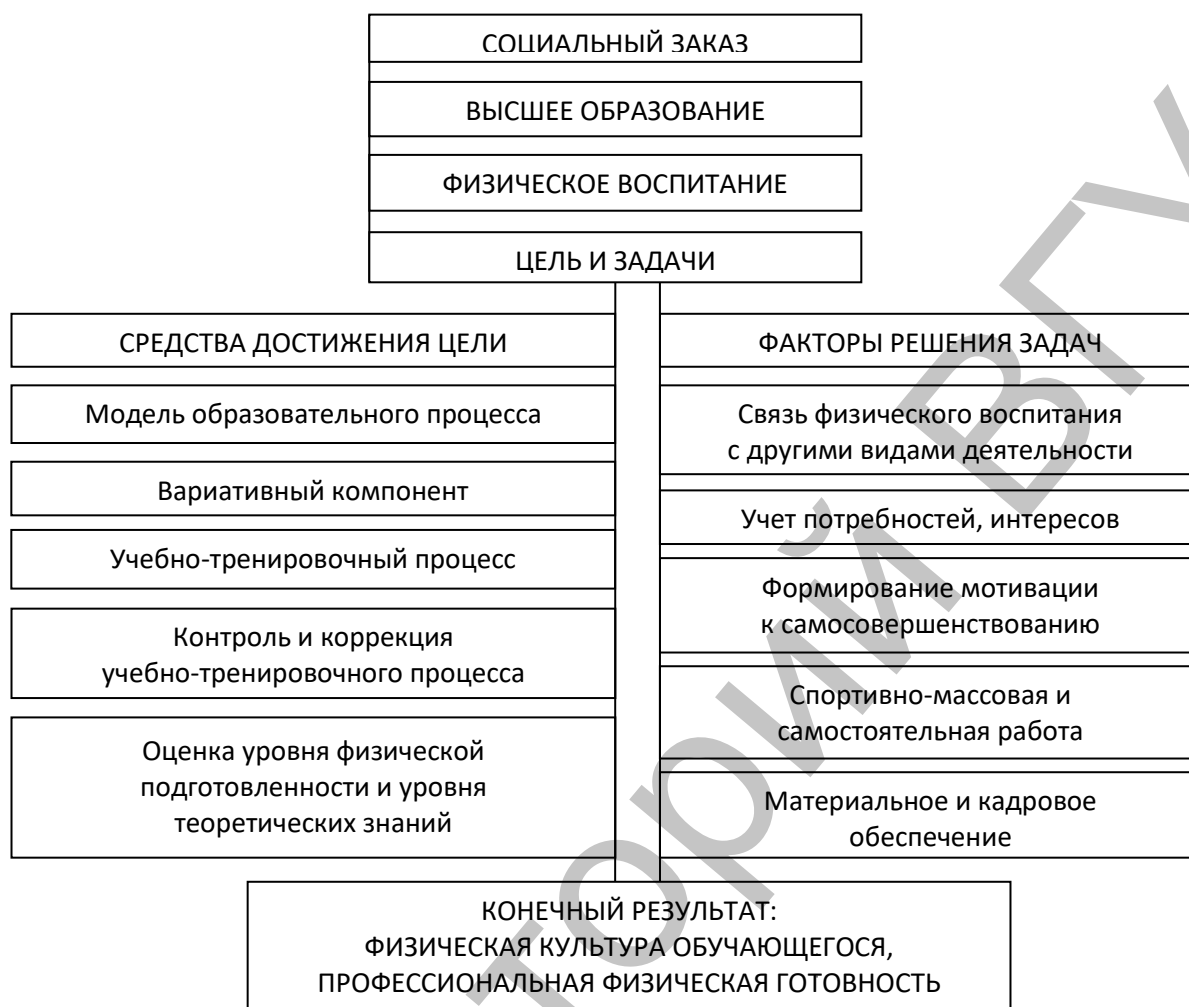 СОЦИАЛЬНЫЙ ЗАКАЗ
ВЫСШЕЕ ОБРАЗОВАНИЕ
ФИЗИЧЕСКОЕ ВОСПИТАНИЕ
ЦЕЛЬ И ЗАДАЧИ
СРЕДСТВА ДОСТИЖЕНИЯ ЦЕЛИ
Модель образовательного процесса
Вариативный компонент
Учебно-тренировочный процесс
Контроль и коррекция
учебно-тренировочного процесса
Оценка уровня физической
подготовленности и уровня
теоретических знаний
ФАКТОРЫ РЕШЕНИЯ ЗАДАЧ
Связь физического воспитания
с другими видами деятельности
Учет потребностей, интересов
Формирование мотивации
к самосовершенствованию
Спортивно-массовая и
самостоятельная работа
Материальное и кадровое
обеспечение
КОНЕЧНЫЙ РЕЗУЛЬТАТ:
ФИЗИЧЕСКАЯ КУЛЬТУРА ОБУЧАЮЩЕГОСЯ,
ПРОФЕССИОНАЛЬНАЯ ФИЗИЧЕСКАЯ ГОТОВНОСТЬ
торий ВГУ